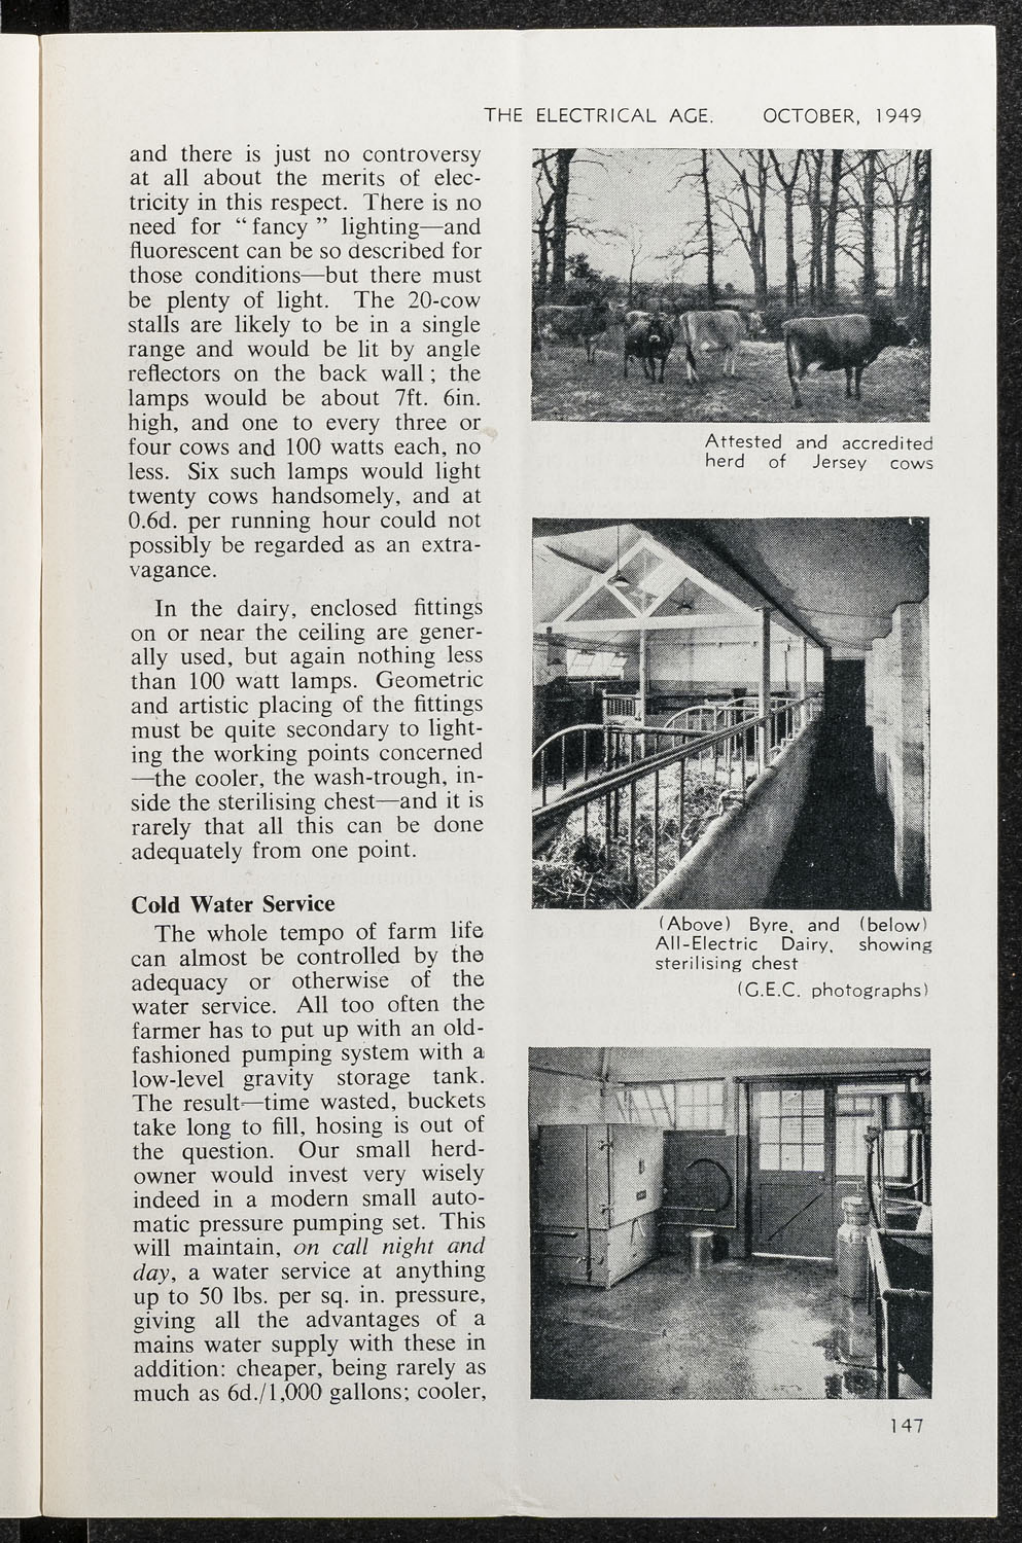 THE ELECTRICAL AGE. OCTOBER, 1949
and there is just no controversy
at all about the merits of elec-
tricity in this respect. There is no
need for “ fancy ” lighting—and
fluorescent can be so described for
those conditions—but there must
be plenty of light. The 20-cow
stalls are likely to be in a single
range and would be lit by angle
reflectors on the back wall ; the
lamps would be about 7ft. 6in.
high, and one to every three or
four cows and 100 watts each, no
less. Six such lamps would light
twenty cows handsomely, and at
0.6d. per running hour could not
possibly be regarded as an extra-
vagance.
In the dairy, enclosed fittings
on or near the ceiling are gener-
ally used, but again nothing less
than 100 watt lamps. Geometric
and artistic placing of the fittings
must be quite secondary to light-
ing the working points concerned
—the cooler, the wash-trough, in-
side the sterilising chest—and it is
rarely that all this can be done
adequately from one point.
Cold Water Service
The whole tempo of farm life
can almost be controlled by the
adequacy or otherwise of the
water service. All too often the
farmer has to put up with an old-
fashioned pumping system with a
low-level gravity storage tank.
The result—time wasted, buckets
take long to fill, hosing is out of
the question. Our small herd-
owner would invest very wisely
indeed in a modern small auto-
matic pressure pumping set. This
will maintain, on call night and
day, a water service at anything
up to 50 lbs. per sq. in. pressure,
giving all the advantages of a
mains water supply with these in
addition: cheaper, being rarely as
much as 6d./1,000 gallons; cooler,
Attested and accredited
herd of Jersey cows
(Above) Byre, and (below)
All-Electric Dairy, showing
sterilising chest
(G.E.C. photographs)
147